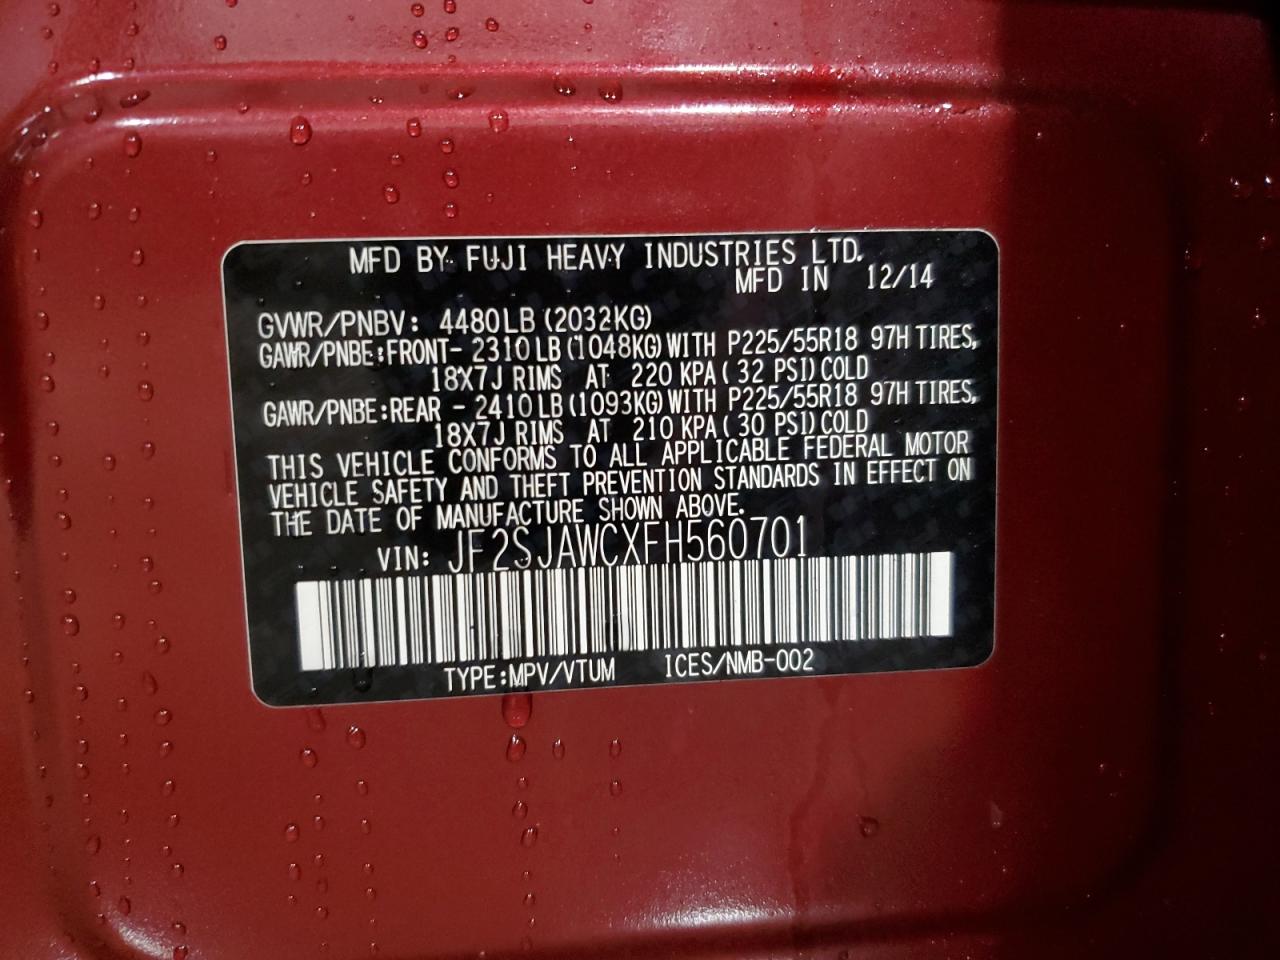 MFD BY FUJI HEAVY INDUSTRIES LTD.
MFD IN 12/14
GVWR/PNBV: 4480LB (2032KG)
GAWR/PNBE:FRONT- 2310LB (1048KG) WITH P225/55R18 97H TIRES,
18X7J RIMS AT 220 KPA ( 32 PSI) COLD
GAWR/PNBE:REAR - 2410LB (1093KG) WITH P225/55R18 97H TIRES,
18X7J RIMS AT 210 KPA ( 30 PSI) COLD
THIS VEHICLE CONFORMS TO ALL APPLICABLE FEDERAL MOTOR
VEHICLE SAFETY AND THEFT PREVENTION STANDARDS IN EFFECT ON
THE DATE OF MANUFACTURE SHOWN ABOVE.
VIN: JF2SJAWCXFH560701
TYPE:MPV/VTUM ICES/NMB-002